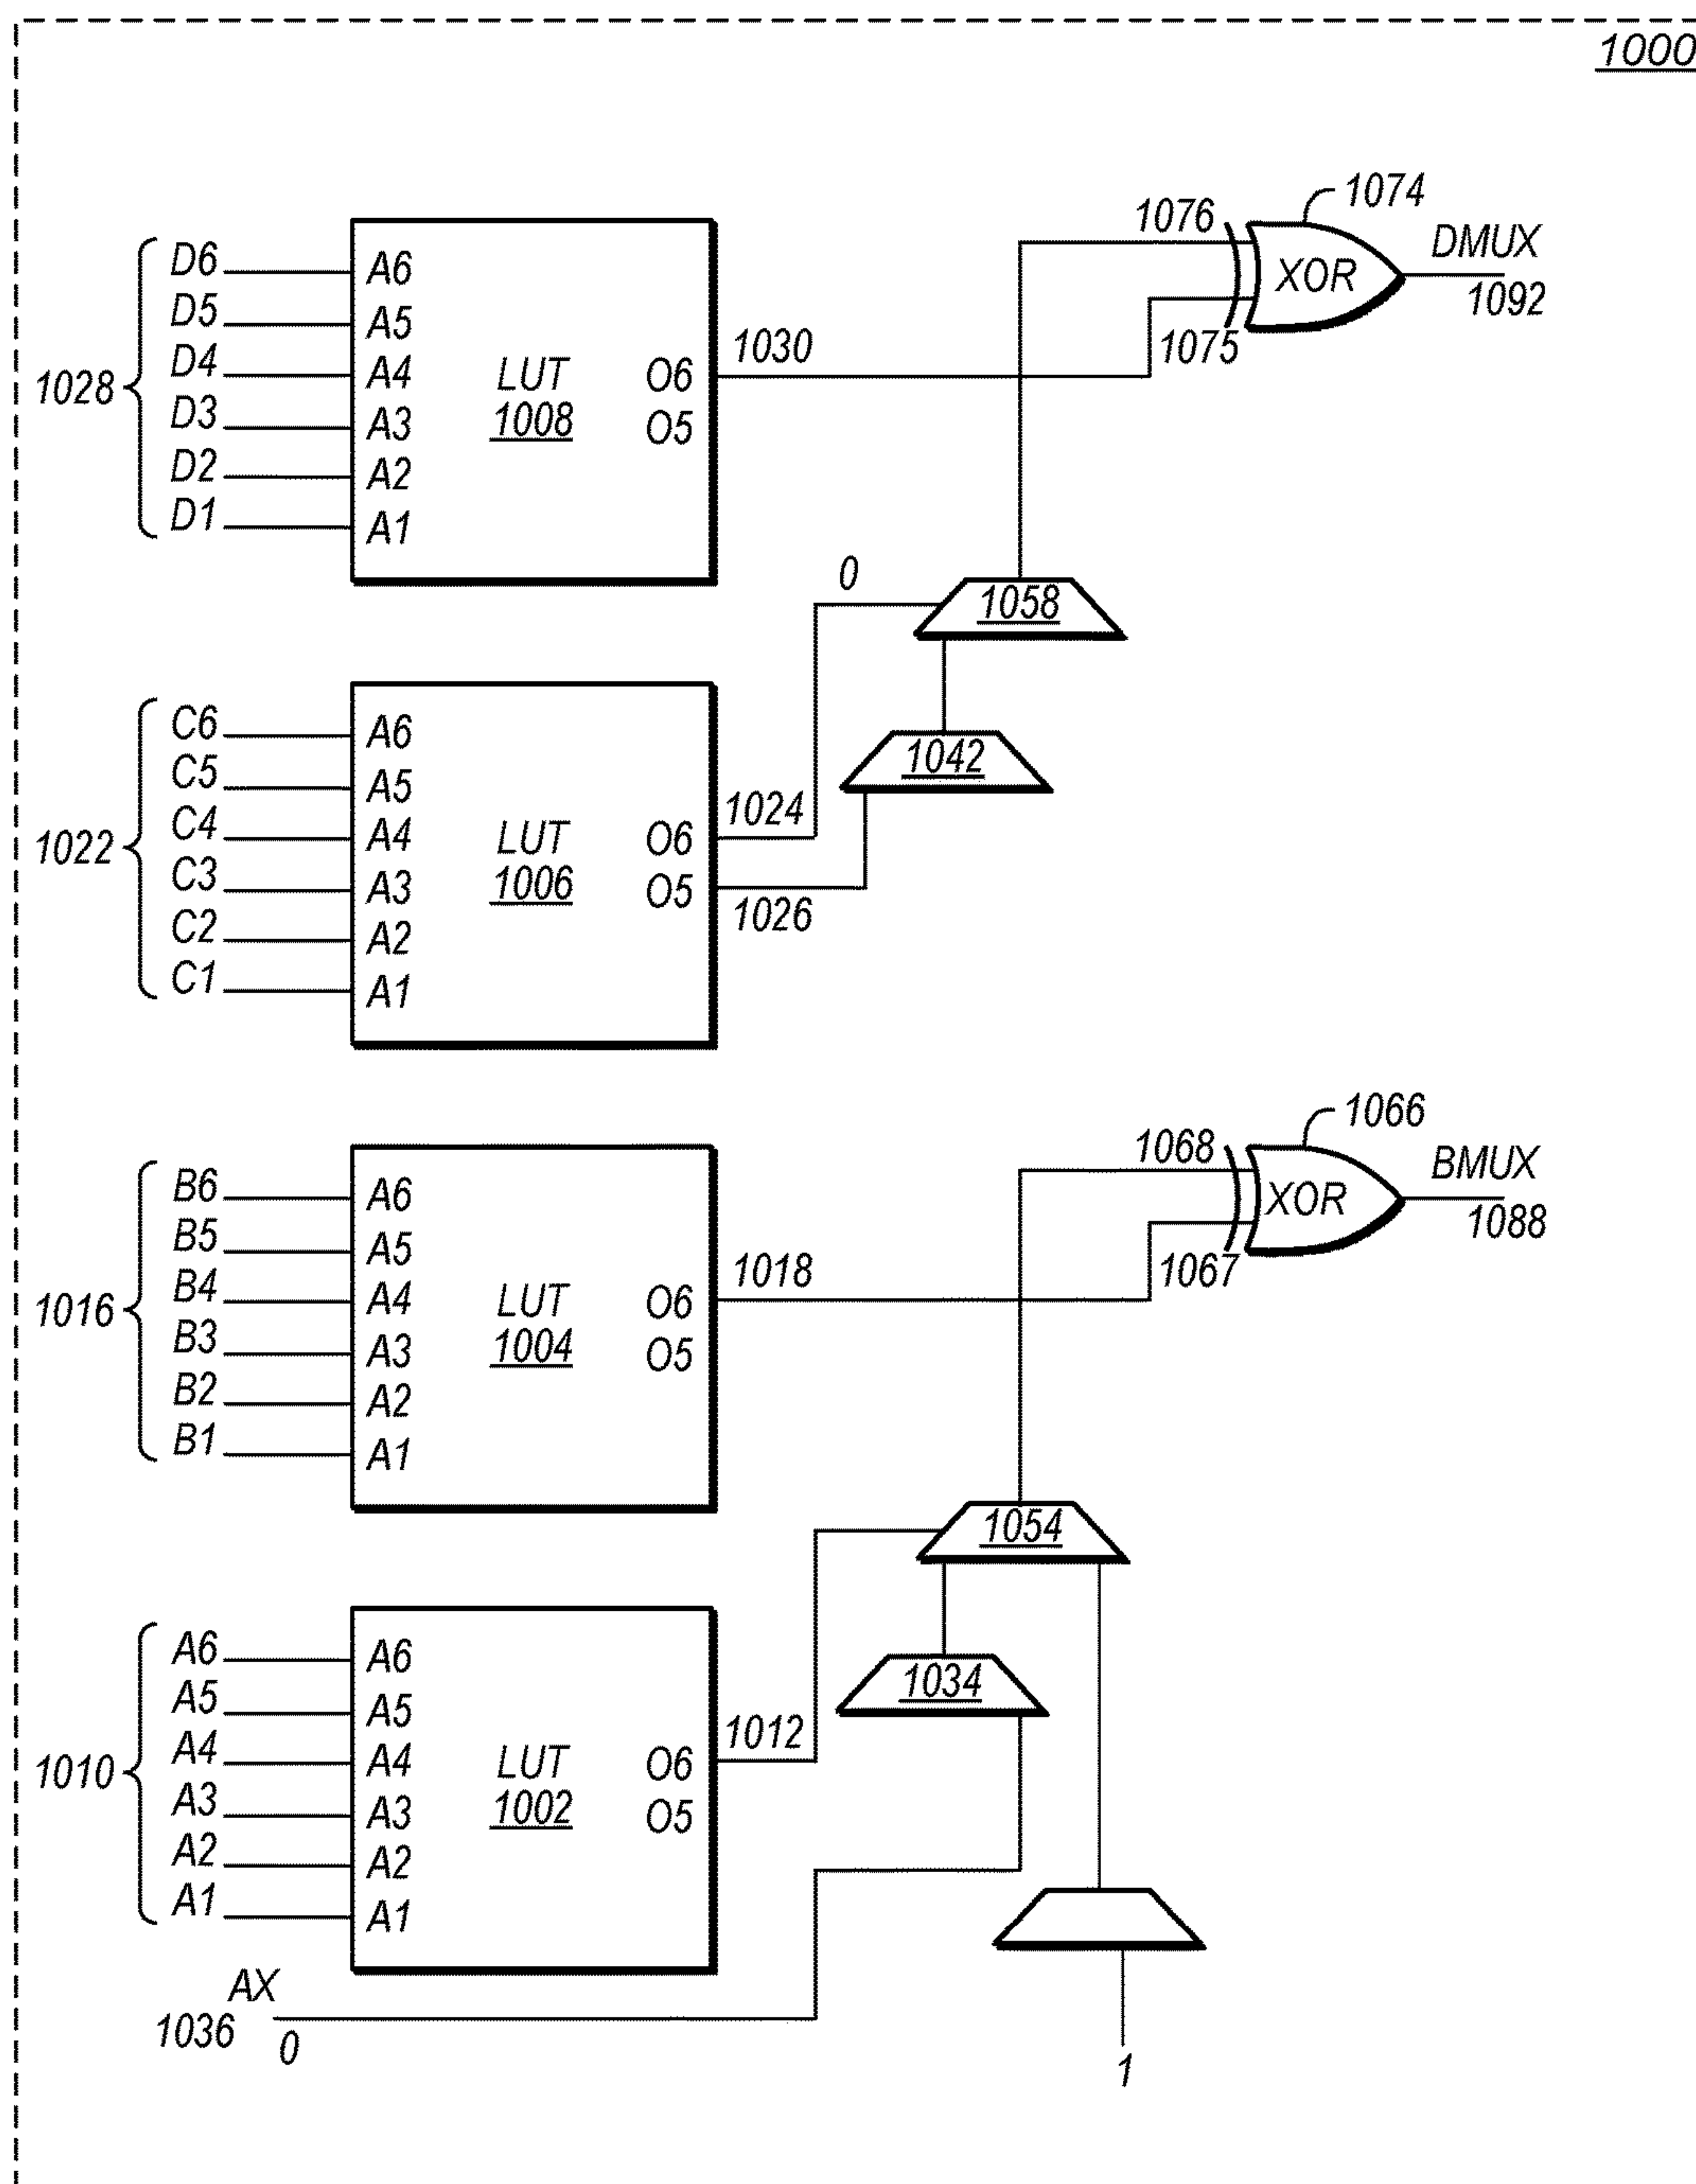 1000
1074
1076
DMUX
XOR
1092
1075
1028
D6
D5
D4
D3
D2
D1
A6
A5
A4
A3
A2
A1
LUT
1008
O6
O5
1030
0
1058
1042
1022
C6
C5
C4
C3
C2
C1
A6
A5
A4
A3
A2
A1
LUT
1006
O6
O5
1024
1026
1066
1068
BMUX
XOR
1088
1067
1016
B6
B5
B4
B3
B2
B1
A6
A5
A4
A3
A2
A1
LUT
1004
O6
O5
1018
1054
1034
1010
A6
A5
A4
A3
A2
A1
A6
A5
A4
A3
A2
A1
LUT
1002
O6
O5
1012
AX
1036
0
1